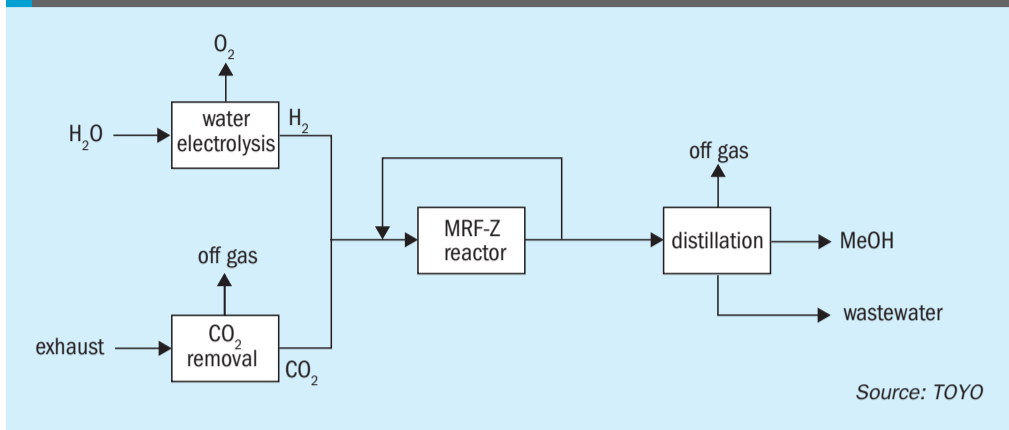 O₂
water
electrolysis
H₂
H₂O
off gas
MRF-Z
reactor
distillation
MeOH
off gas
wastewater
exhaust
CO₂
removal
CO₂
Source: TOYO